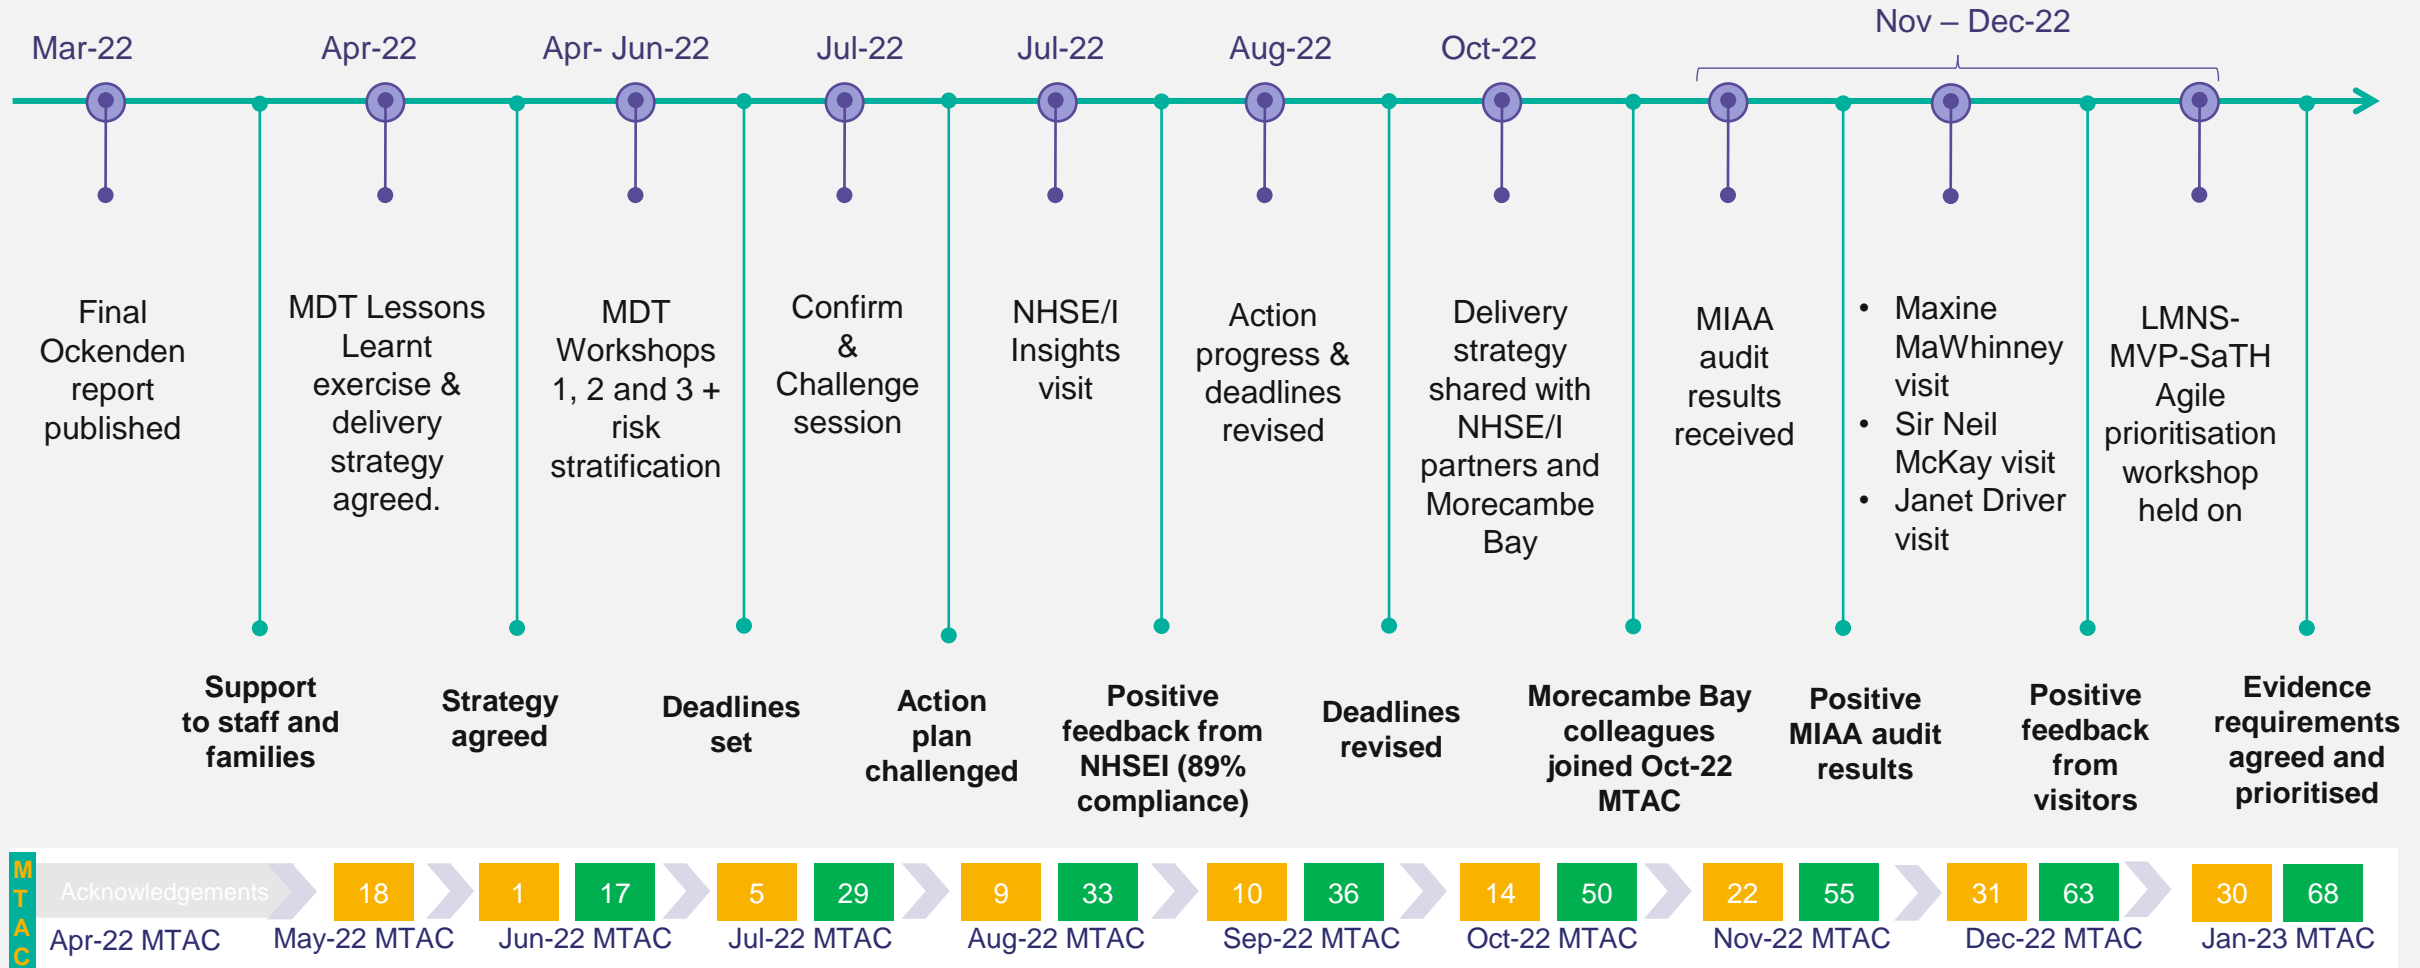 Mar-22
Apr-22
Apr- Jun-22
Jul-22
Jul-22
Aug-22
Oct-22
Nov – Dec-22
Final
Ockenden
report
published
MDT Lessons
Learnt
exercise &
delivery
strategy
agreed.
MDT
Workshops
1, 2 and 3 +
risk
stratification
Confirm
&
Challenge
session
NHSE/I
Insights
visit
Action
progress &
deadlines
revised
Delivery
strategy
shared with
NHSE/I
partners and
Morecambe
Bay
MIAA
audit
results
received
• Maxine
MaWhinney
visit
• Sir Neil
McKay visit
• Janet Driver
visit
LMNS-
MVP-SaTH
Agile
prioritisation
workshop
held on
Support
to staff and
families
Strategy
agreed
Deadlines
set
Action
plan
challenged
Positive
feedback from
NHSEI (89%
compliance)
Deadlines
revised
Morecambe Bay
colleagues
joined Oct-22
MTAC
Positive
MIAA audit
results
Positive
feedback
from
visitors
Evidence
requirements
agreed and
prioritised
M
T
A
C
Acknowledgements
Apr-22 MTAC
18
May-22 MTAC
1 17
Jun-22 MTAC
5 29
Jul-22 MTAC
9 33
Aug-22 MTAC
10 36
Sep-22 MTAC
14 50
Oct-22 MTAC
22 55
Nov-22 MTAC
31 63
Dec-22 MTAC
30 68
Jan-23 MTAC